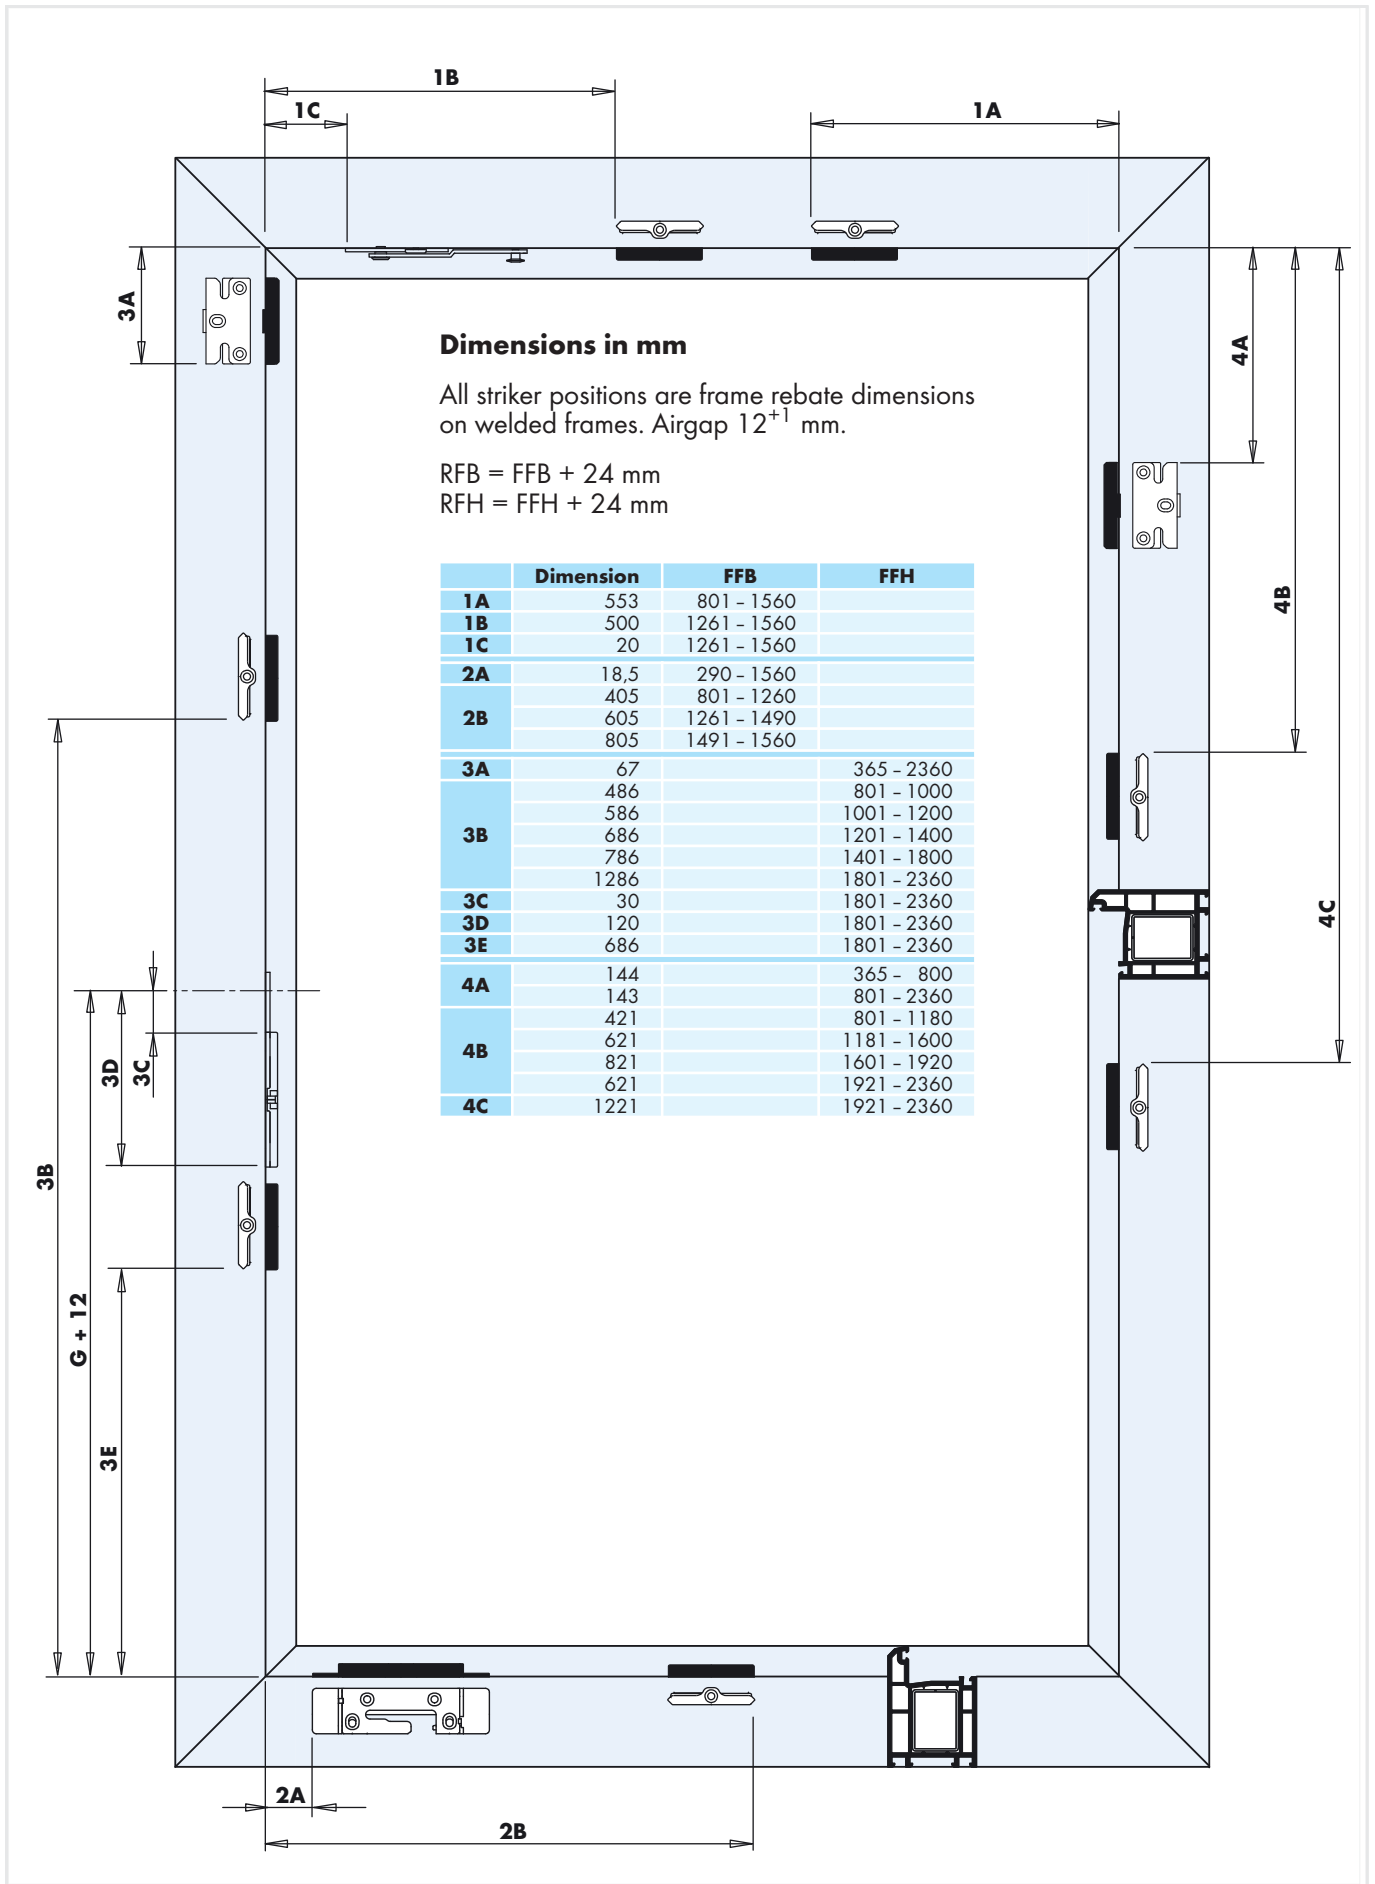 1B
1C
1A
3A
4A
4B
4C
Dimensions in mm
All striker positions are frame rebate dimensions
on welded frames. Airgap 12+1 mm.
RFB = FFB + 24 mm
RFH = FFH + 24 mm
Dimension FFB FFH
1A 553 801 – 1560
1B 500 1261 – 1560
1C 20 1261 – 1560
2A 18,5 290 – 1560
2B 405 801 – 1260
605 1261 – 1490
805 1491 – 1560
3A 67 365 – 2360
3B 486 801 – 1000
586 1001 – 1200
686 1201 – 1400
786 1401 – 1800
1286 1801 – 2360
3C 30 1801 – 2360
3D 120 1801 – 2360
3E 686 1801 – 2360
4A 144 365 – 800
143 801 – 2360
4B 421 801 – 1180
621 1181 – 1600
821 1601 – 1920
621 1921 – 2360
4C 1221 1921 – 2360
3D
3C
3B
G + 12
3E
2A
2B